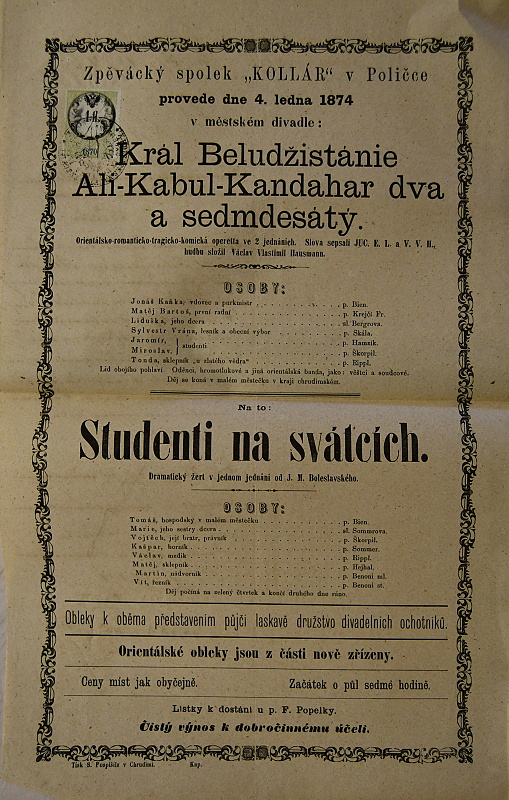 Zpěvácký spolek „KOLLÁR“ v Poličce
provede dne 4. ledna 1874
v městském divadle:
Král Beludžistánie
Ali-Kabul-Kandahar dva
a sedmdesátý.
Orientálsko-romanticko-tragicko-komická operetta ve 2 jednáních. Slova sepsali JUC. E. L. a V. V. H.,
hudbu složil Václav Vlastimil Hausmann.
OSOBY:
Jonáš Kaňka, vdovec a purkmistr . . . p. Bien.
Matěj Bartoš, první radní . . . p. Krejčí Fr.
Liduška, jeho dcera . . . sl. Bergrova.
Sylvestr Vrána, lesník a obecní výbor . . . p. Skála.
Jaromír, } studenti . . . p. Hamsík.
Miroslav, . . . p. Škorpil.
Tonda, sklepník „u zlatého vědra“ . . . p. Rippl.
Lid obojího pohlaví Oděnci, hromotlukové a jiná orientálská banda, jako: věštci a soudcové.
Děj se koná v malém městečku v kraji chrudimském.
Na to:
Studenti na svátcích.
Dramatický žert v jednom jednání od J. M. Boleslavského.
OSOBY:
Tomáš, hospodský v malém městečku . . . p. Bien.
Marie, jeho sestry dcera . . . sl. Sommerova.
Vojtěch, její bratr, právník . . . p. Škorpil.
Kašpar, horník . . . p. Sommer.
Václav, medik . . . p. Rippl.
Matěj, sklepník . . . p. Hejhal.
Martin, nádvorník . . . p. Benoni ml.
Vít, řezník . . . p. Benoni st.
Děj počíná na zelený čtvrtek a končí druhého dne ráno.
Obleky k oběma představením půjčí laskavě družstvo divadelních ochotníků.
Orientálské obleky jsou z části nově zřízeny.
Ceny míst jak obyčejně. Začátek o půl sedmé hodině.
Lístky k dostání u p. F. Popelky.
Čistý výnos k dobročinnému účeli.
Tisk S. Pospíšila v Chrudimi. Kop.